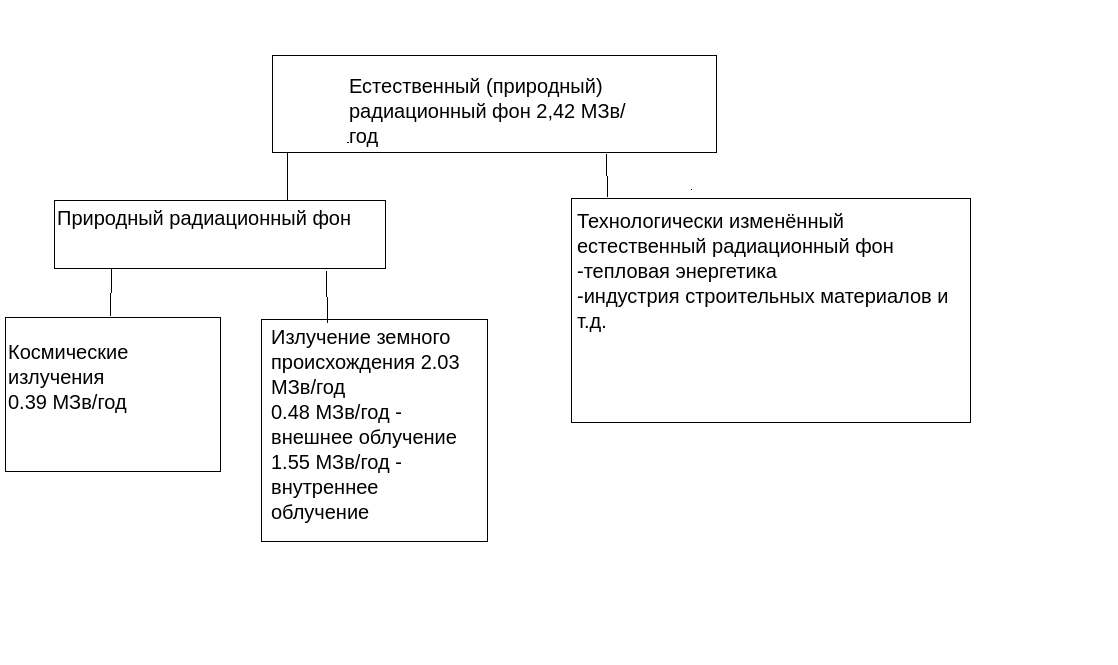 Естественный (природный)
радиационный фон 2,42 МЗв/
год
Природный радиационный фон
Технологически изменённый
естественный радиационный фон
-тепловая энергетика
-индустрия строительных материалов и
т.д.
Космические
излучения
0.39 МЗв/год
Излучение земного
происхождения 2.03
МЗв/год
0.48 МЗв/год -
внешнее облучение
1.55 МЗв/год -
внутреннее
облучение